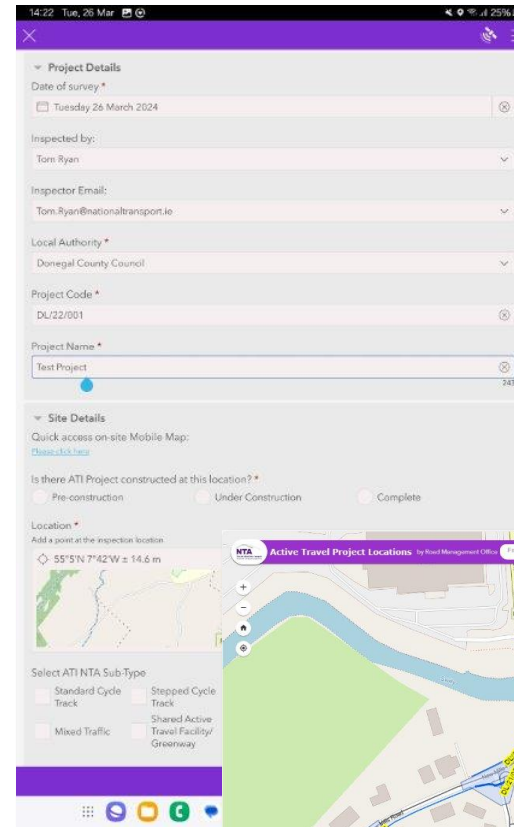 14:22 Tue, 26 Mar
25%
Project Details
Date of survey *
Tuesday 26 March 2024
Inspected by:
Tom Ryan
Inspector Email:
Tom.Ryan@nationaltransport.ie
Local Authority *
Donegal County Council
Project Code *
DL/22/001
Project Name *
Test Project
247
Site Details
Quick access on-site Mobile Map:
Please click here
Is there ATI Project constructed at this location? *
Pre-construction Under Construction Complete
Location *
Add a point at the inspection location
55°5'N 7°42'W ± 14.6 m
NTA Active Travel Project Locations by Road Management Office
Select ATI NTA Sub-Type
Standard Cycle Track
Stepped Cycle Track
Mixed Traffic
Shared Active Travel Facility/ Greenway